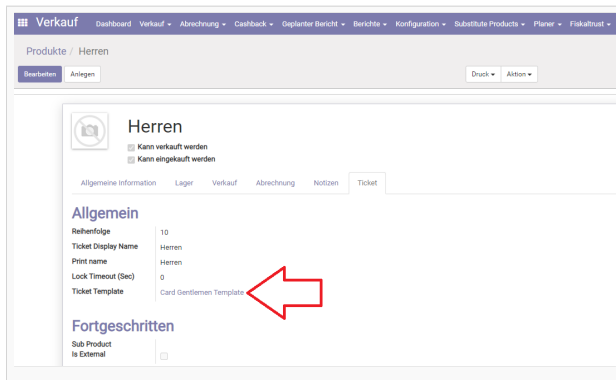 Verkauf Dashboard Verkauf Abrechnung Cashback Geplanter Bericht Berichte Konfiguration Substitute Products Planer Fiskaltrust
Produkte / Herren
Bearbeiten Anlegen Druck Aktion
Herren
Kann verkauft werden
Kann eingekauft werden
Allgemeine Information Lager Verkauf Abrechnung Notizen Ticket
Allgemein
Reihenfolge 10
Ticket Display Name Herren
Print name Herren
Lock Timeout (Sec) 0
Ticket Template Card Gentlemen Template
Fortgeschritten
Sub Product
Is External